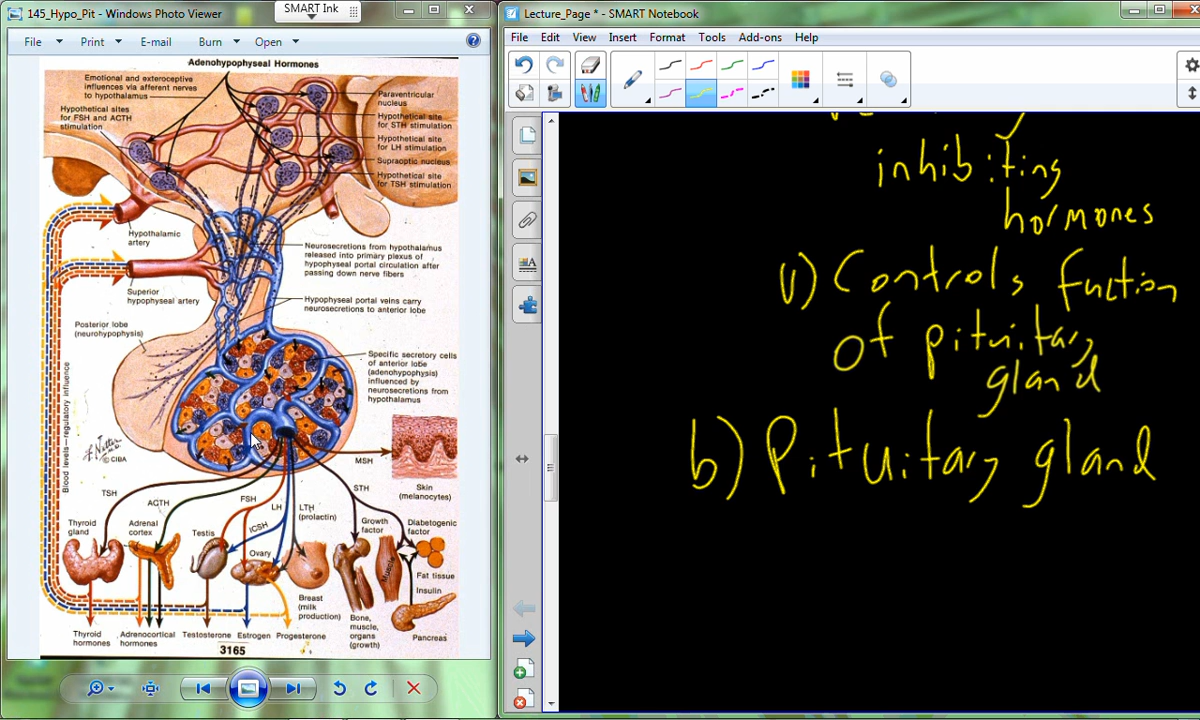 145_Hypo_Pit - Windows Photo Viewer
SMART Ink
File Print E-mail Burn Open
Adenohypophyseal Hormones
Emotional and exteroceptive
influences via afferent nerves
to hypothalamus
Hypothetical sites
for FSH and ACTH
stimulation
Paraventricular
nucleus
Hypothetical site
for STH stimulation
Hypothetical site
for LH stimulation
Supraoptic nucleus
Hypothetical site
for TSH stimulation
Hypothalamic
artery
Neurosecretions from hypothalamus
released into primary plexus of
hypophyseal portal circulation after
passing down nerve fibers
Superior
hypophyseal artery
Hypophyseal portal veins carry
neurosecretions to anterior lobe
Posterior lobe
(neurohypophysis)
Specific secretory cells
of anterior lobe
(adenohypophysis)
influenced by
neurosecretions from
hypothalamus
Blood levels—regulatory influence
F. Netter
M.D.
© CIBA
MSH
Skin
(melanocytes)
TSH
ACTH
FSH
LH
ICSH
LTH
(prolactin)
STH
Thyroid
gland
Adrenal
cortex
Testis
Ovary
Growth
factor
Diabetogenic
factor
Muscle
Fat tissue
Insulin
Breast
(milk
production)
Bone,
muscle,
organs
(growth)
Pancreas
Thyroid
hormones
Adrenocortical
hormones
Testosterone
Estrogen
Progesterone
3165
Lecture_Page * - SMART Notebook
File Edit View Insert Format Tools Add-ons Help
inhibiting
hormones
v) Controls fuction
of pituitary
gland
b) Pituitary gland